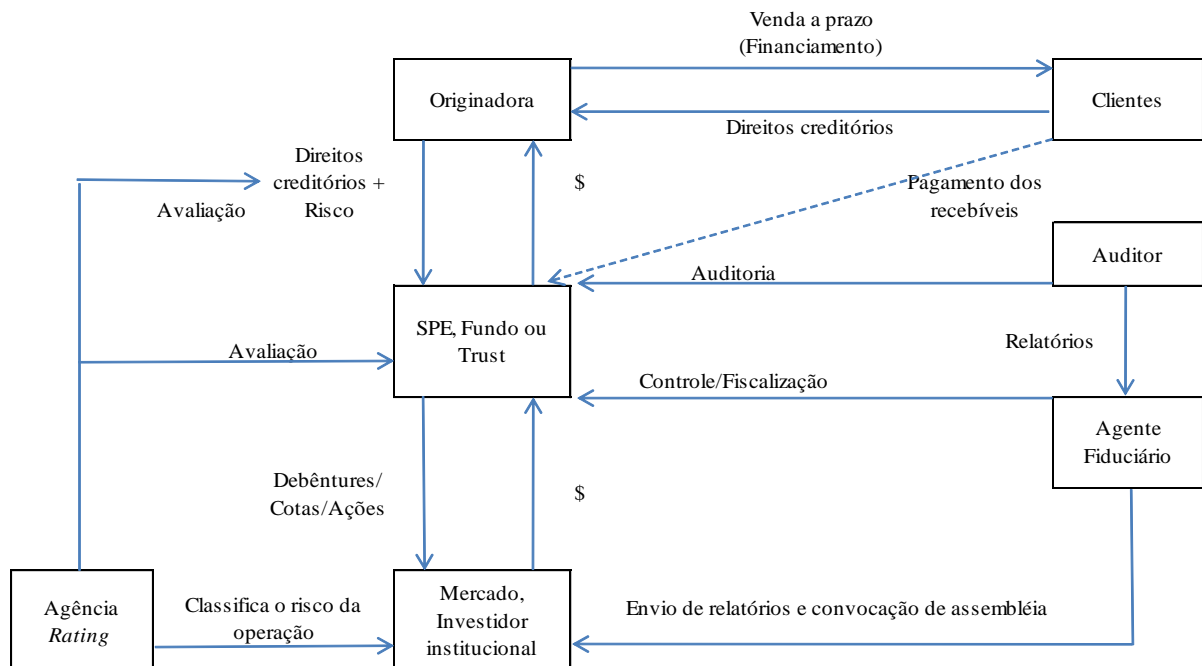 Venda a prazo
(Financiamento)
Originadora
Clientes
Direitos creditórios
Direitos
creditórios +
Risco
$
Pagamento dos
recebíveis
Avaliação
Auditor
Auditoria
SPE, Fundo ou
Trust
Avaliação
Relatórios
Controle/Fiscalização
Agente
Fiduciário
Debêntures/
Cotas/Ações
$
Agência
Rating
Classifica o risco da
operação
Mercado,
Investidor
institucional
Envio de relatórios e convocação de assembléia